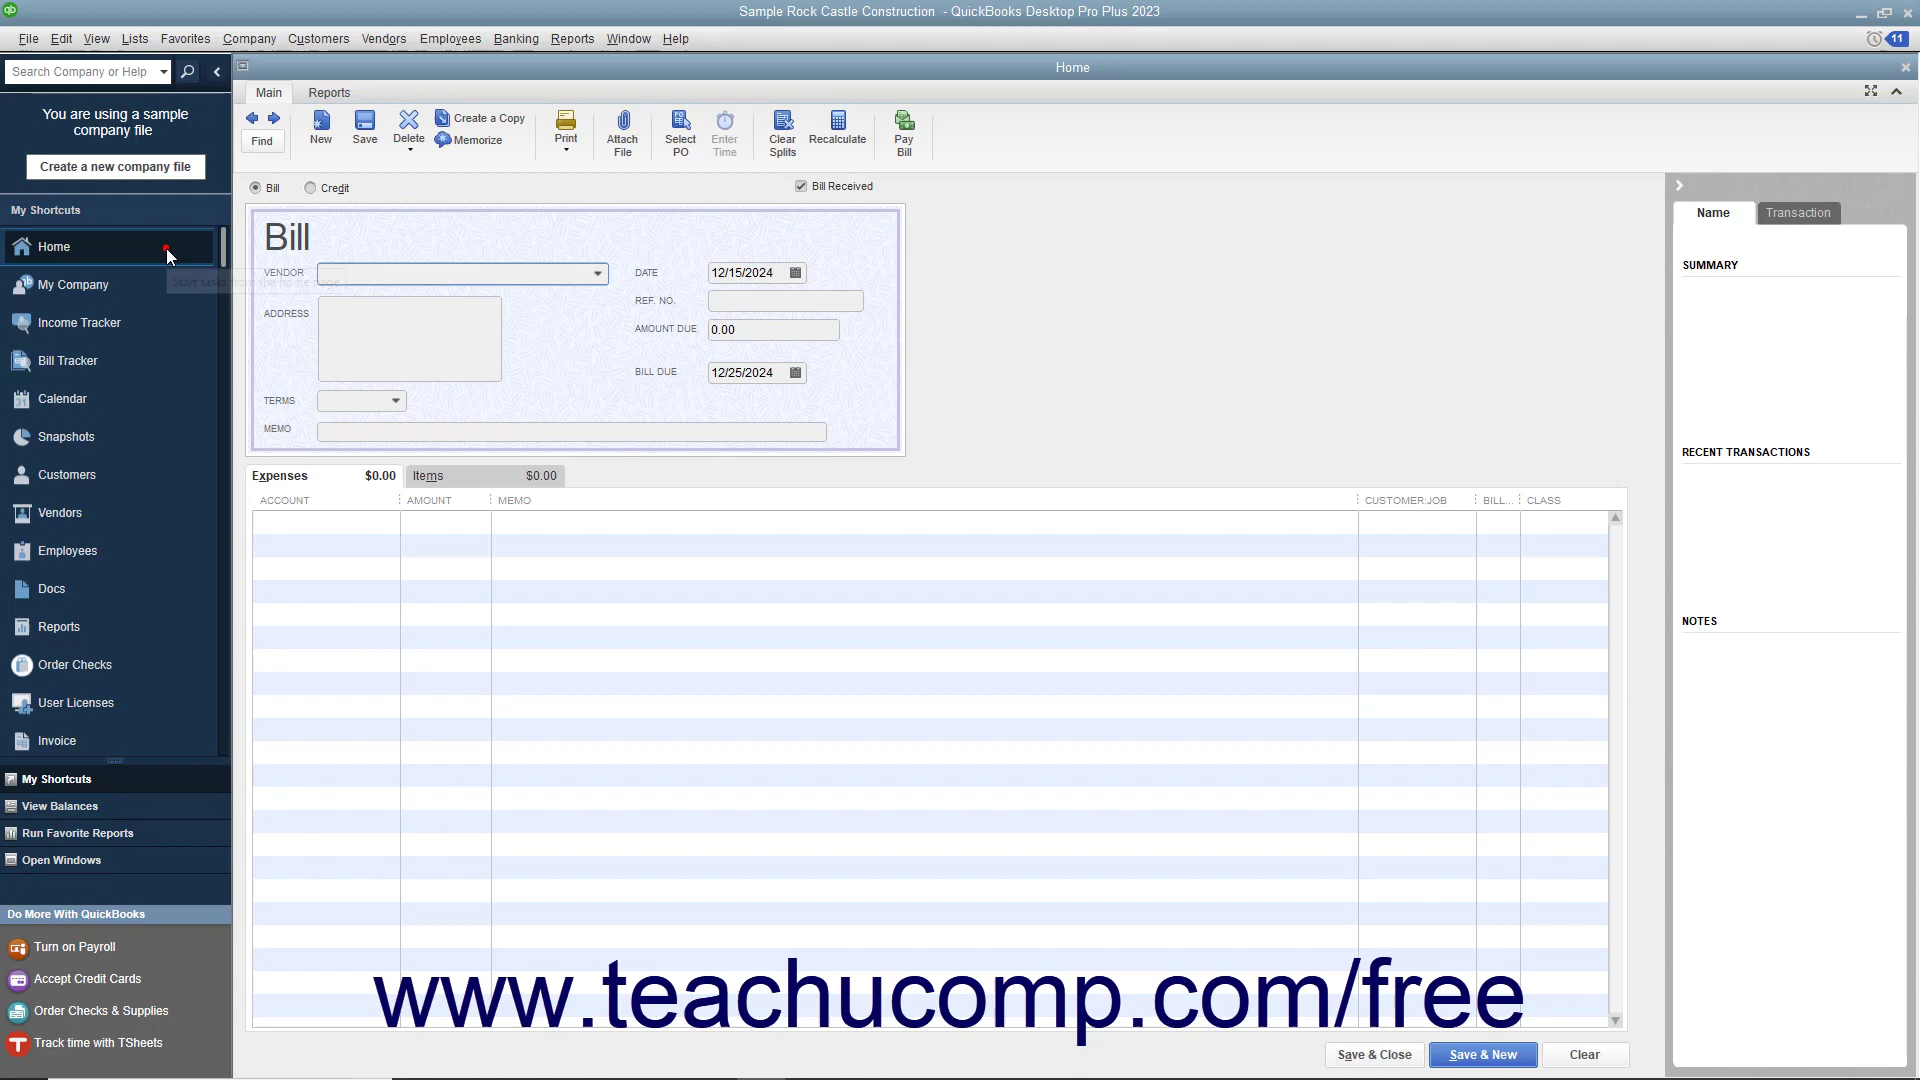 Sample Rock Castle Construction - QuickBooks Desktop Pro Plus 2023
File Edit View Lists Favorites Company Customers Vendors Employees Banking Reports Window Help
11
Search Company or Help
Home
You are using a sample
company file
Create a new company file
My Shortcuts
Home
Start tasks from the home page
My Company
Income Tracker
Bill Tracker
31
Calendar
Snapshots
Customers
Vendors
Employees
Docs
Reports
Order Checks
User Licenses
Invoice
My Shortcuts
View Balances
Run Favorite Reports
Open Windows
Do More With QuickBooks
Turn on Payroll
Accept Credit Cards
Order Checks & Supplies
Track time with TSheets
Main Reports
Find
New
Save
Delete
Create a Copy
Memorize
Print
Attach
File
Select
PO
Enter
Time
Clear
Splits
Recalculate
Pay
Bill
Bill Credit Bill Received
Bill
VENDOR
ADDRESS
TERMS
MEMO
DATE 12/15/2024
REF. NO.
AMOUNT DUE 0.00
BILL DUE 12/25/2024
Expenses $0.00 Items $0.00
ACCOUNT AMOUNT MEMO CUSTOMER:JOB BILL... CLASS
www.teachucomp.com/free
Save & Close Save & New Clear
Name Transaction
SUMMARY
RECENT TRANSACTIONS
NOTES